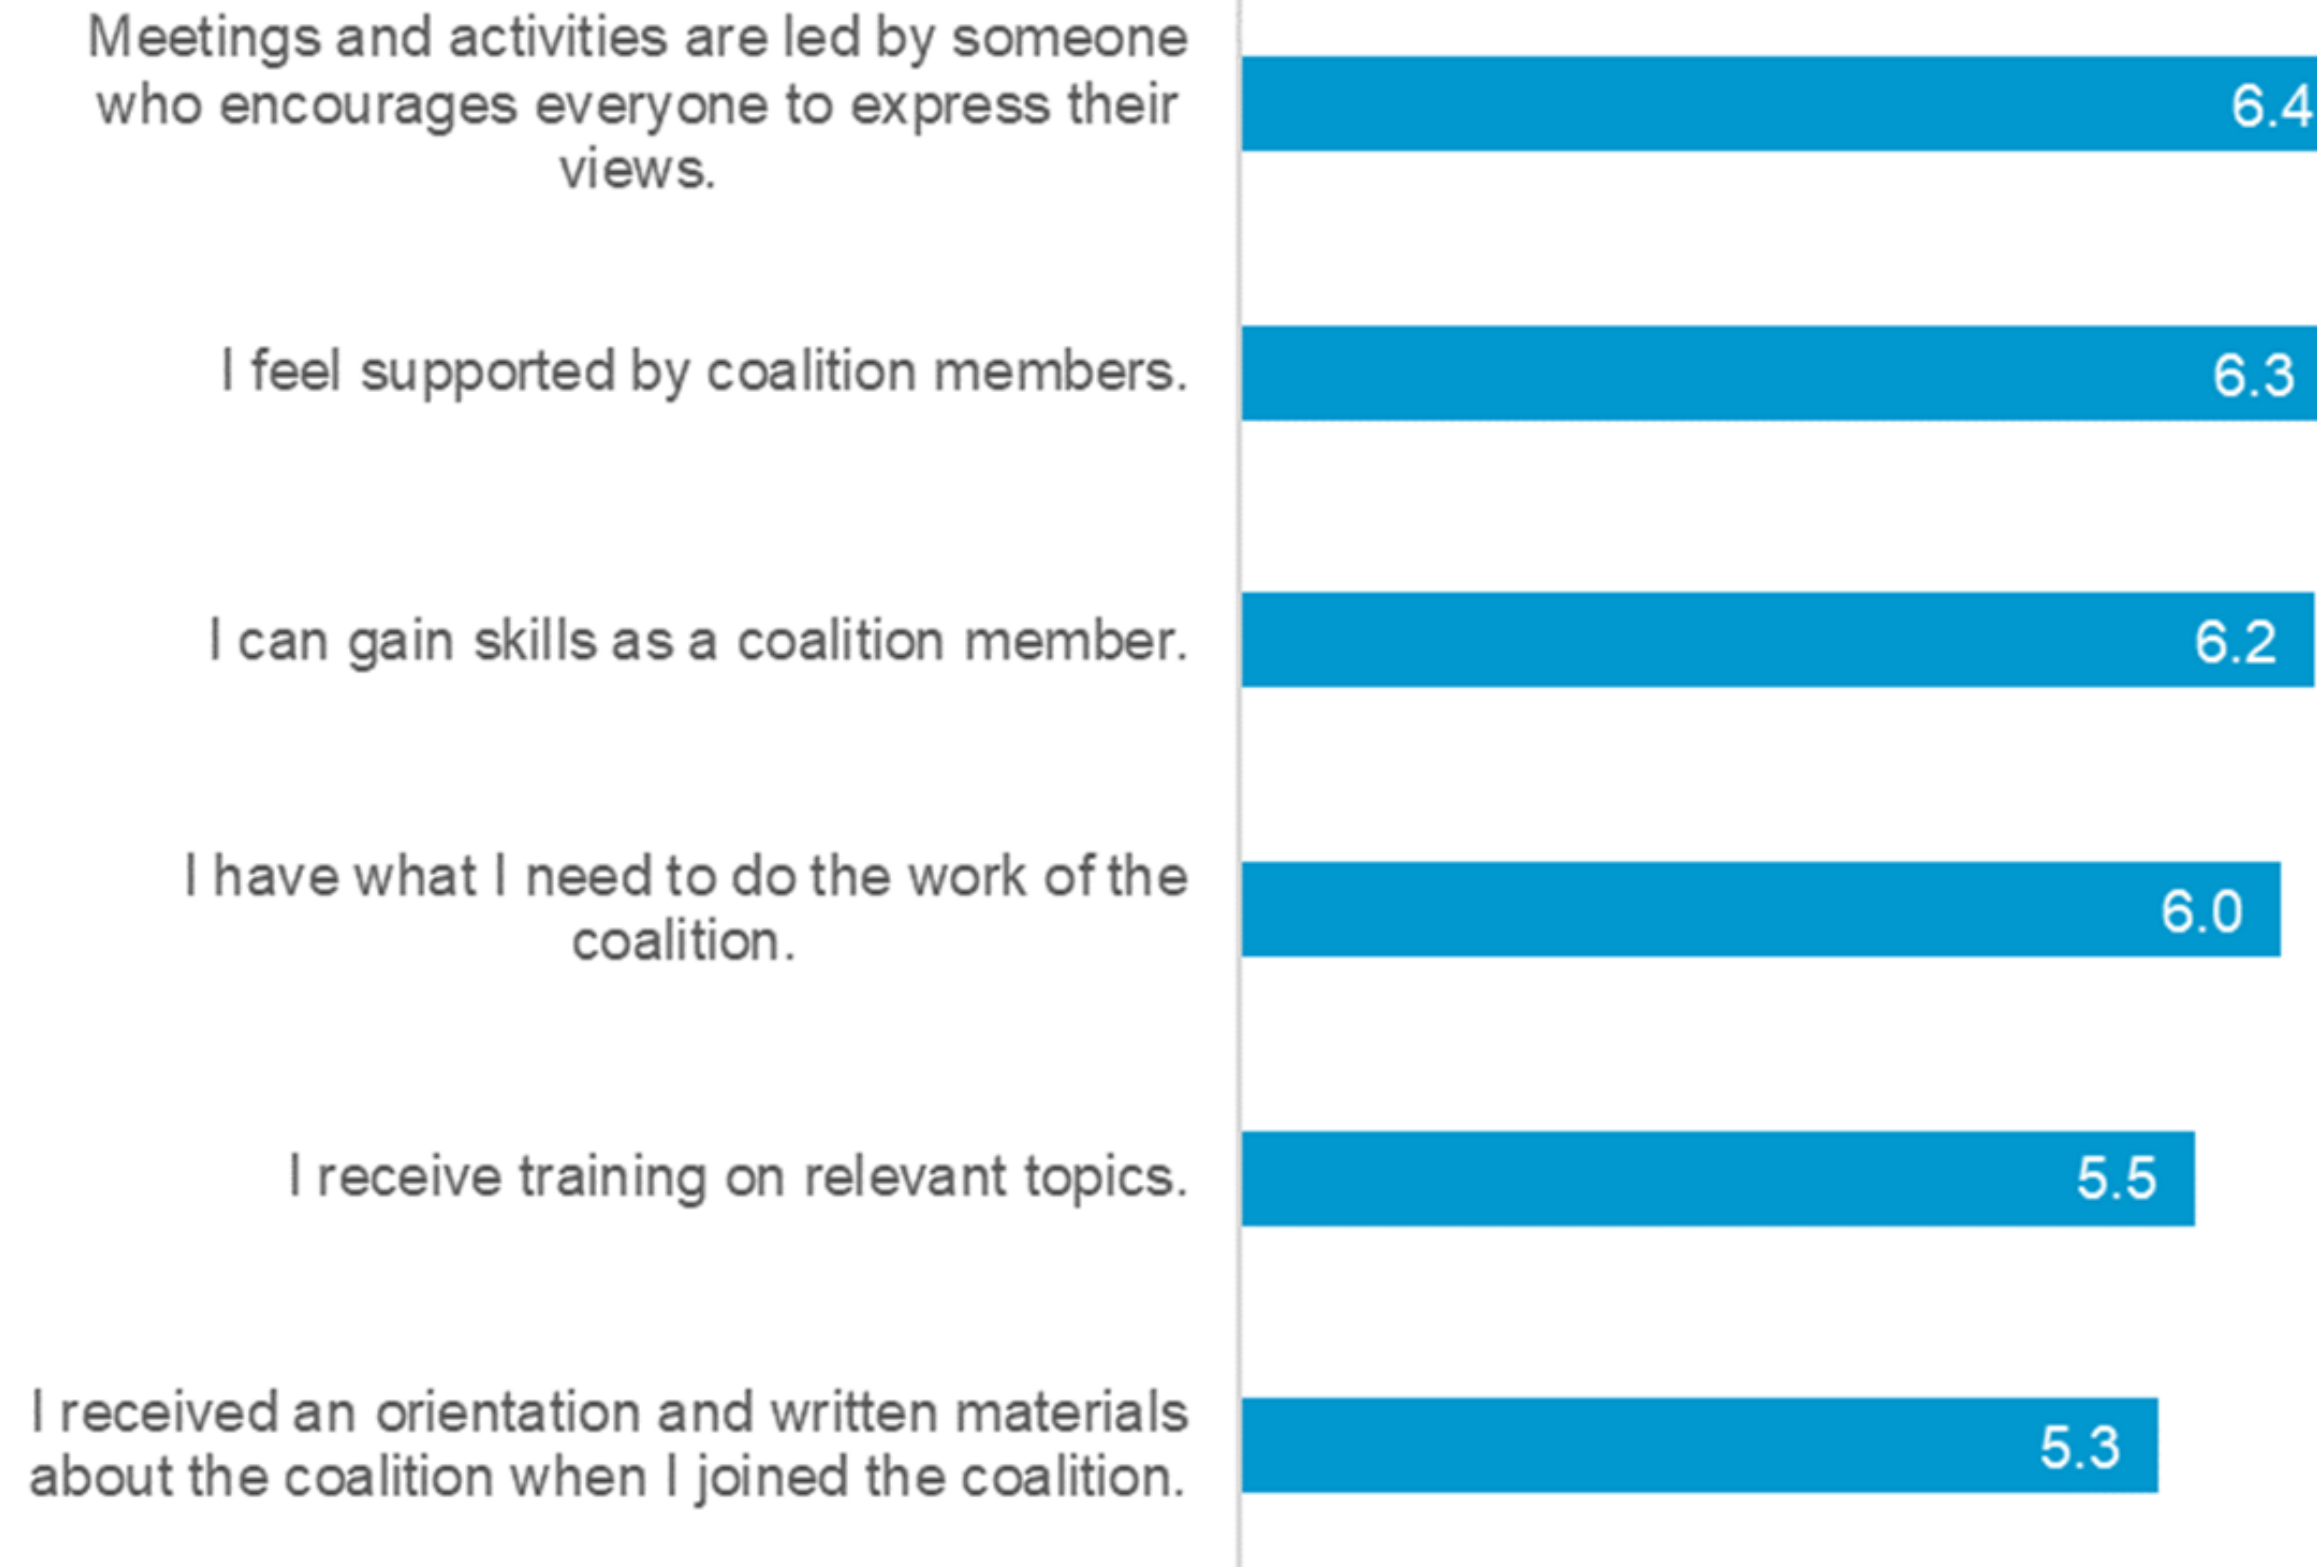 Meetings and activities are led by someone
who encourages everyone to express their
views.
6.4
I feel supported by coalition members.
6.3
I can gain skills as a coalition member.
6.2
I have what I need to do the work of the
coalition.
6.0
I receive training on relevant topics.
5.5
I received an orientation and written materials
about the coalition when I joined the coalition.
5.3